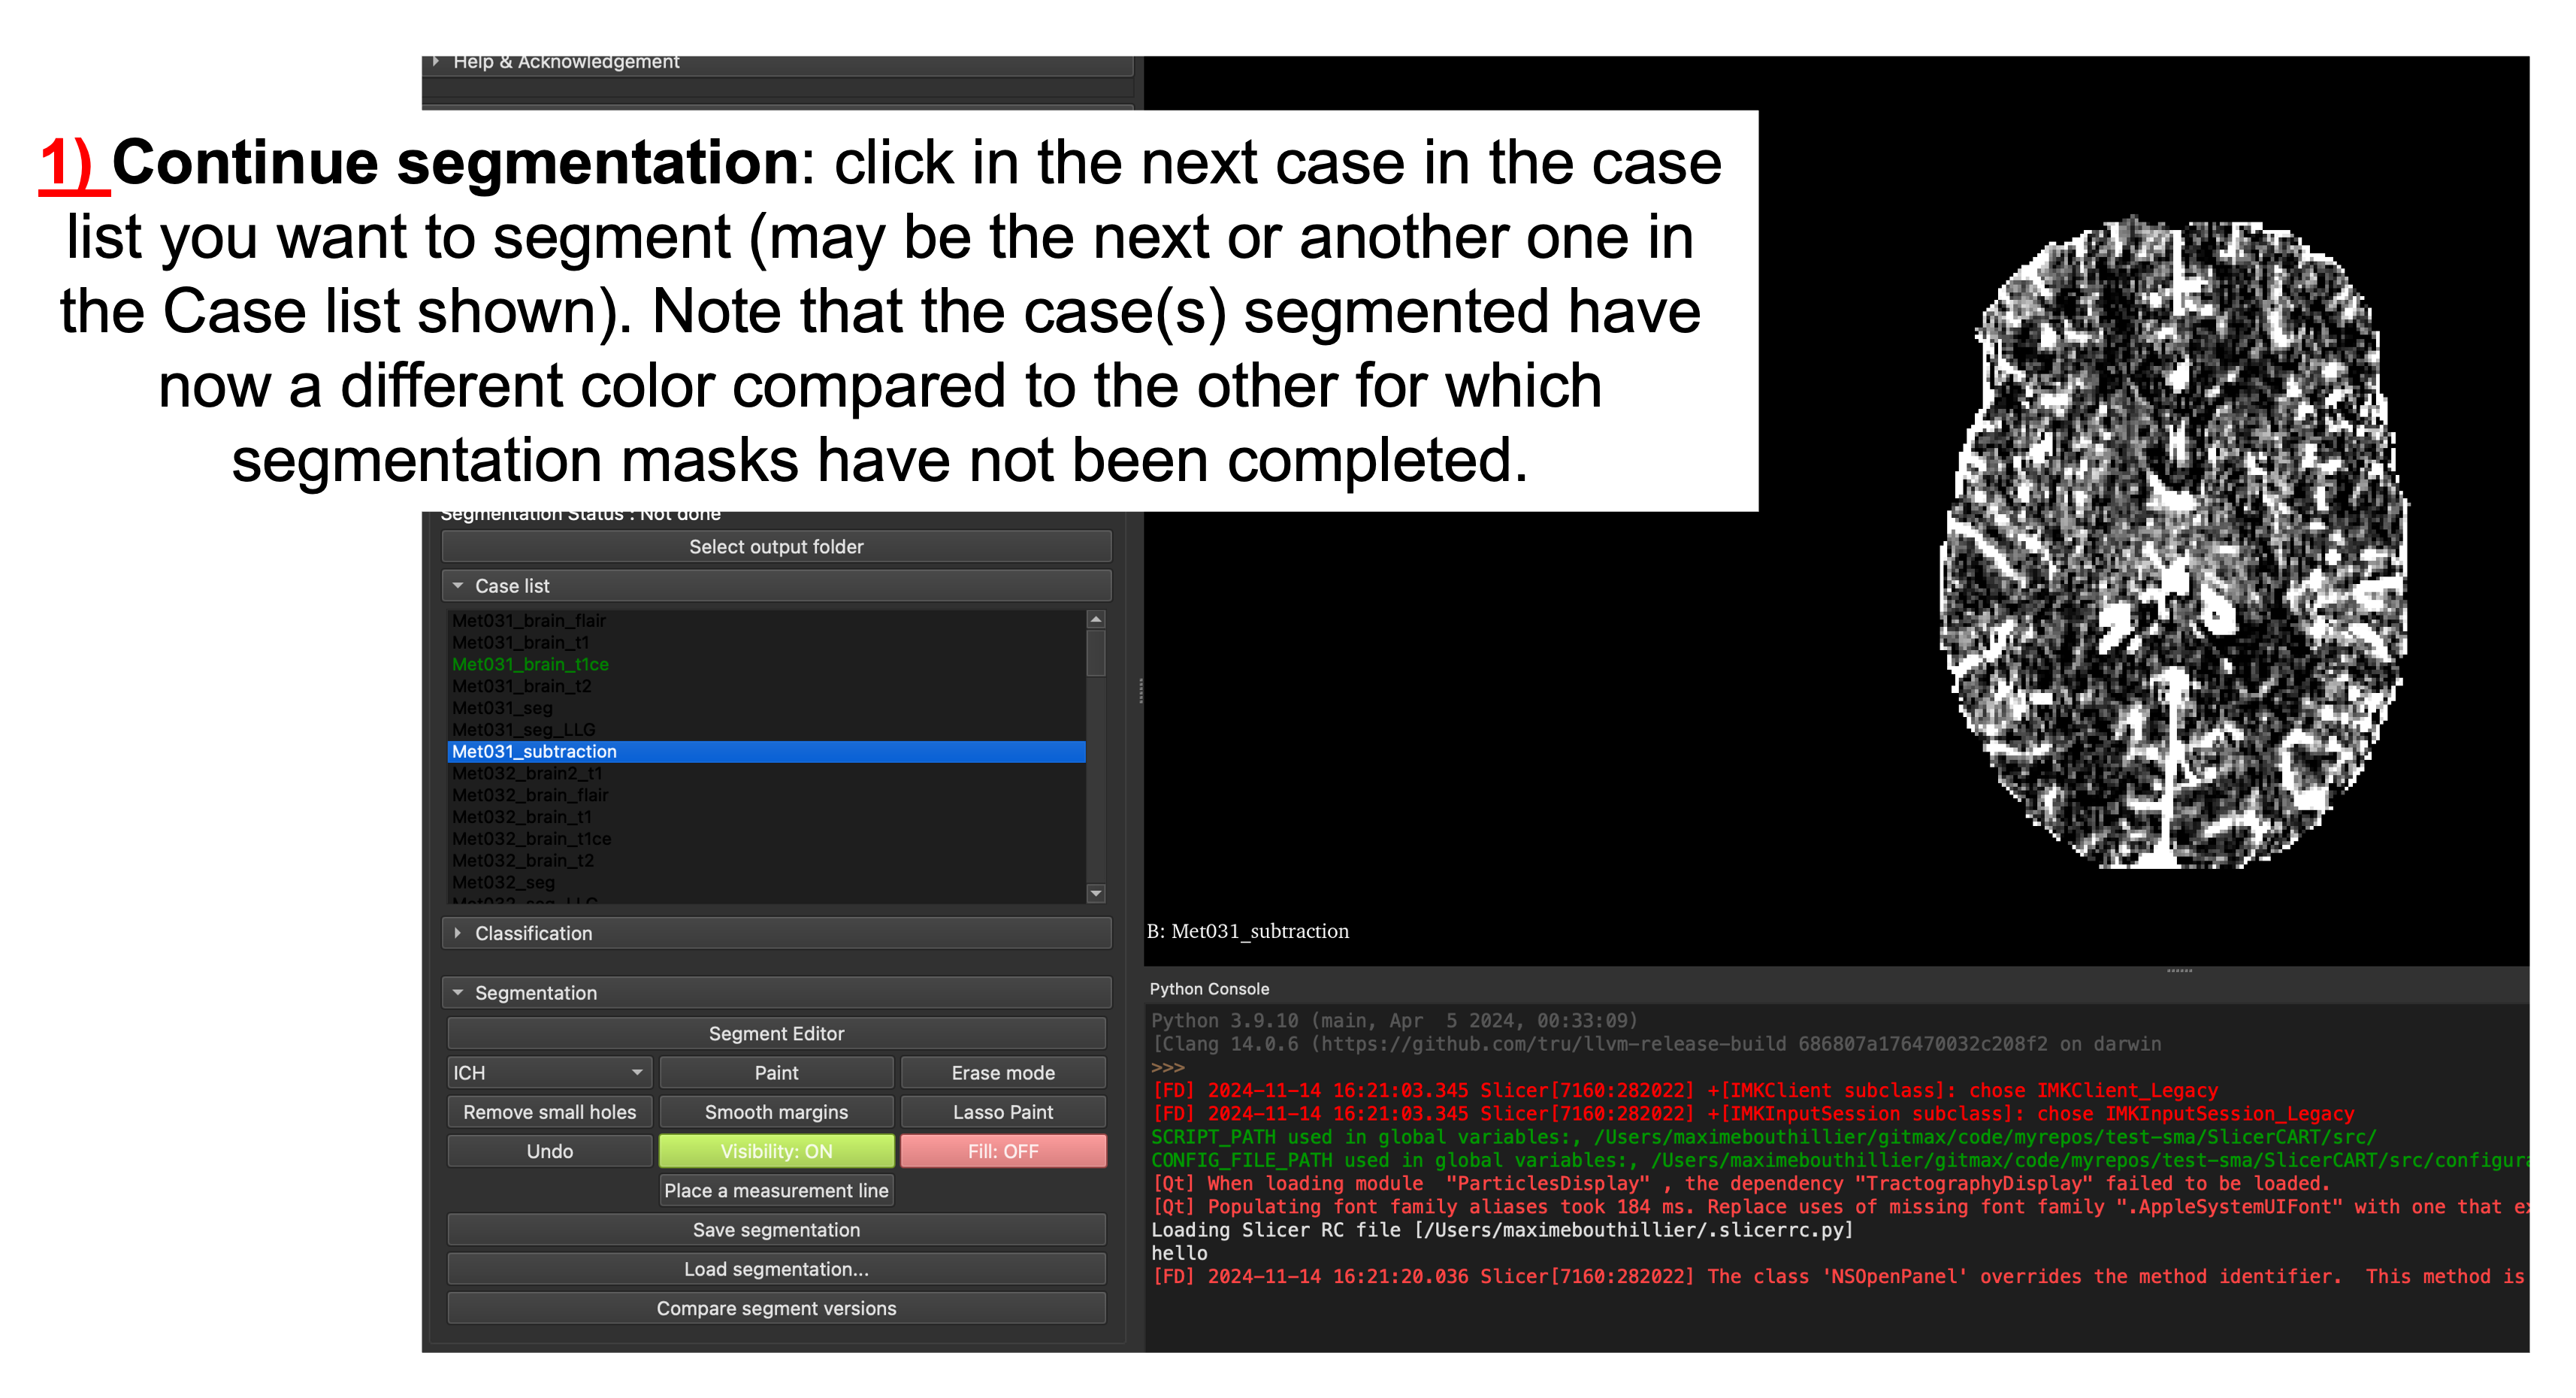 Help & Acknowledgement
1) Continue segmentation: click in the next case in the case
list you want to segment (may be the next or another one in
the Case list shown). Note that the case(s) segmented have
now a different color compared to the other for which
segmentation masks have not been completed.
Segmentation Status : Not done
Select output folder
Case list
Met031_brain_flair
Met031_brain_t1
Met031_brain_t1ce
Met031_brain_t2
Met031_seg
Met031_seg_LLG
Met031_subtraction
Met032_brain2_t1
Met032_brain_flair
Met032_brain_t1
Met032_brain_t1ce
Met032_brain_t2
Met032_seg
Met032_seg_LLG
Classification
Segmentation
Segment Editor
ICH Paint Erase mode
Remove small holes Smooth margins Lasso Paint
Undo Visibility: ON Fill: OFF
Place a measurement line
Save segmentation
Load segmentation...
Compare segment versions
B: Met031_subtraction
Python Console
Python 3.9.10 (main, Apr  5 2024, 00:33:09)
[Clang 14.0.6 (https://github.com/tru/llvm-release-build 686807a176470032c208f2 on darwin
>>>
[FD] 2024-11-14 16:21:03.345 Slicer[7160:282022] +[IMKClient subclass]: chose IMKClient_Legacy
[FD] 2024-11-14 16:21:03.345 Slicer[7160:282022] +[IMKInputSession subclass]: chose IMKInputSession_Legacy
SCRIPT_PATH used in global variables:, /Users/maximebouthillier/gitmax/code/myrepos/test-sma/SlicerCART/src/
CONFIG_FILE_PATH used in global variables:, /Users/maximebouthillier/gitmax/code/myrepos/test-sma/SlicerCART/src/configura
[Qt] When loading module  "ParticlesDisplay" , the dependency "TractographyDisplay" failed to be loaded.
[Qt] Populating font family aliases took 184 ms. Replace uses of missing font family ".AppleSystemUIFont" with one that ex
Loading Slicer RC file [/Users/maximebouthillier/.slicerrc.py]
hello
[FD] 2024-11-14 16:21:20.036 Slicer[7160:282022] The class 'NSOpenPanel' overrides the method identifier.  This method is